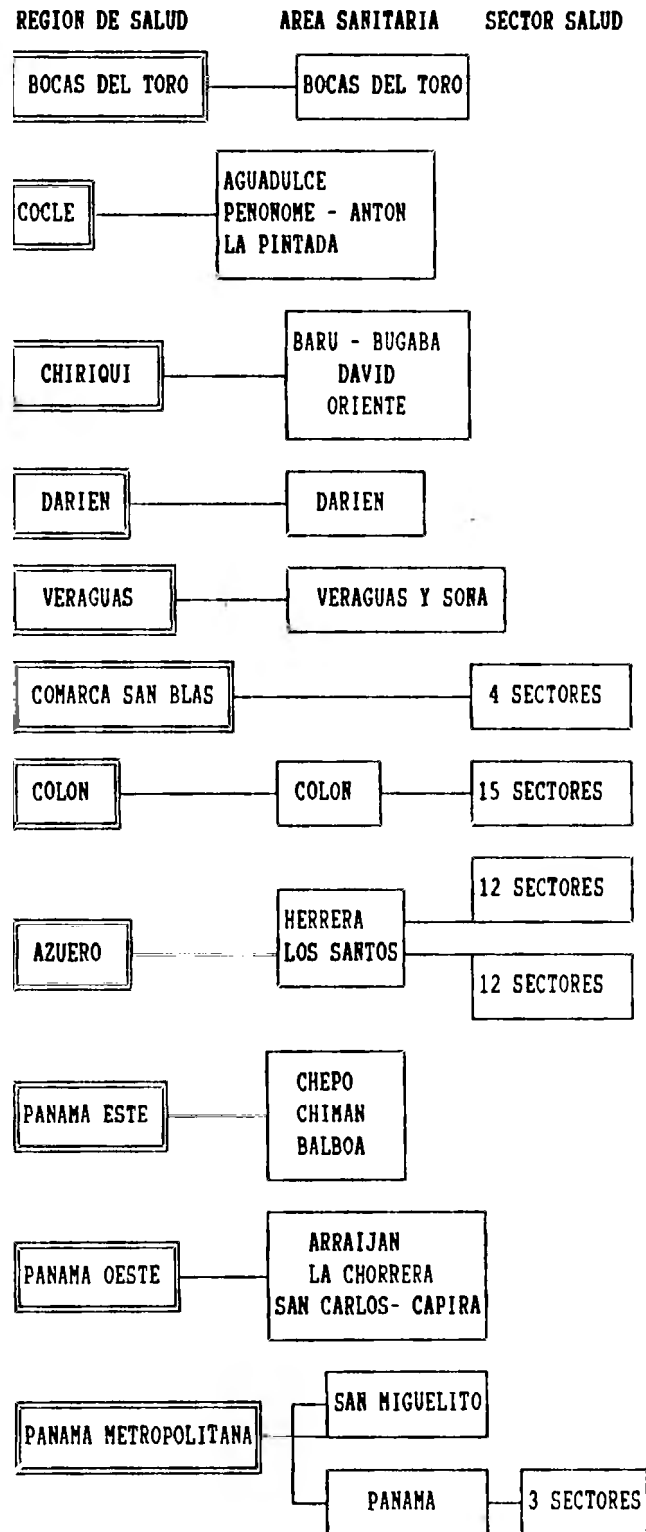 REGION DE SALUD AREA SANITARIA SECTOR SALUD
BOCAS DEL TORO BOCAS DEL TORO
AGUADULCE
COCLE PENONOME - ANTON
LA PINTADA
BARU - BUGABA
CHIRIQUI DAVID
ORIENTE
DARIEN DARIEN
VERAGUAS VERAGUAS Y SONA
COMARCA SAN BLAS 4 SECTORES
COLON COLON 15 SECTORES
12 SECTORES
HERRERA
AZUERO LOS SANTOS
12 SECTORES
CHEPO
PANAMA ESTE CHIMAN
BALBOA
ARRAIJAN
PANAMA OESTE LA CHORRERA
SAN CARLOS- CAPIRA
SAN MIGUELITO
PANAMA METROPOLITANA
PANAMA 3 SECTORES